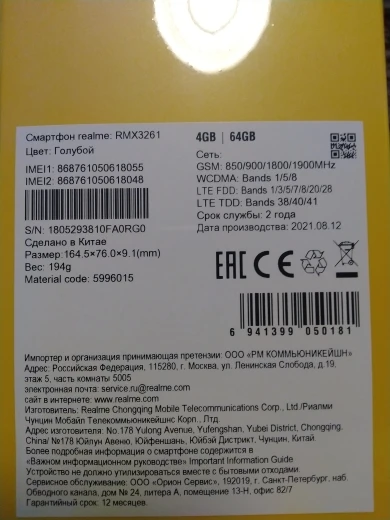 Смартфон realme: RMX3261
Цвет: Голубой
IMEI1: 868761050618055
IMEI2: 868761050618048
S/N: 1805293810FA0RG0
Сделано в Китае
Размер:164.5×76.0×9.1(mm)
Вес: 194g
Material code: 5996015
4GB | 64GB
Сеть:
GSM: 850/900/1800/1900MHz
WCDMA: Bands 1/5/8
LTE FDD: Bands 1/3/5/7/8/20/28
LTE TDD: Bands 38/40/41
Срок службы: 2 года
Дата производства: 2021.08.12
EAC CE
6 941399 050181
Импортер и организация принимающая претензии: ООО «РМ КОММЬЮНИКЕЙШН»
Адрес: Российская Федерация, 115280, г. Москва, ул. Ленинская Слобода, д.19,
этаж 5, часть комнаты 5005
электронная почта: service.ru@realme.com
сайт в интернете: www.realme.com
Изготовитель: Realme Chongqing Mobile Telecommunications Corp., Ltd./Риалми
Чунцин Мобайл Телекоммьюникейшнс Корп., Лтд.
Адрес изготовителя: No.178 Yulong Avenue, Yufengshan, Yubei District, Chongqing,
China/ №178 Юйлун Авеню, Юйфеншань, Юйбэй Дистрикт, Чунцин, Китай.
Более подробная информация о смартфоне содержится в
«Важном информационном руководстве» Important Information Guide
Устройство не должно утилизироваться вместе с бытовыми отходами.
Сервисное обслуживание: ООО «Орион Сервис», 192019, г. Санкт-Петербург, наб.
Обводного канала, дом № 24, литера А, помещение 13-Н, офис 82/7
Гарантийный срок: 12 месяцев.